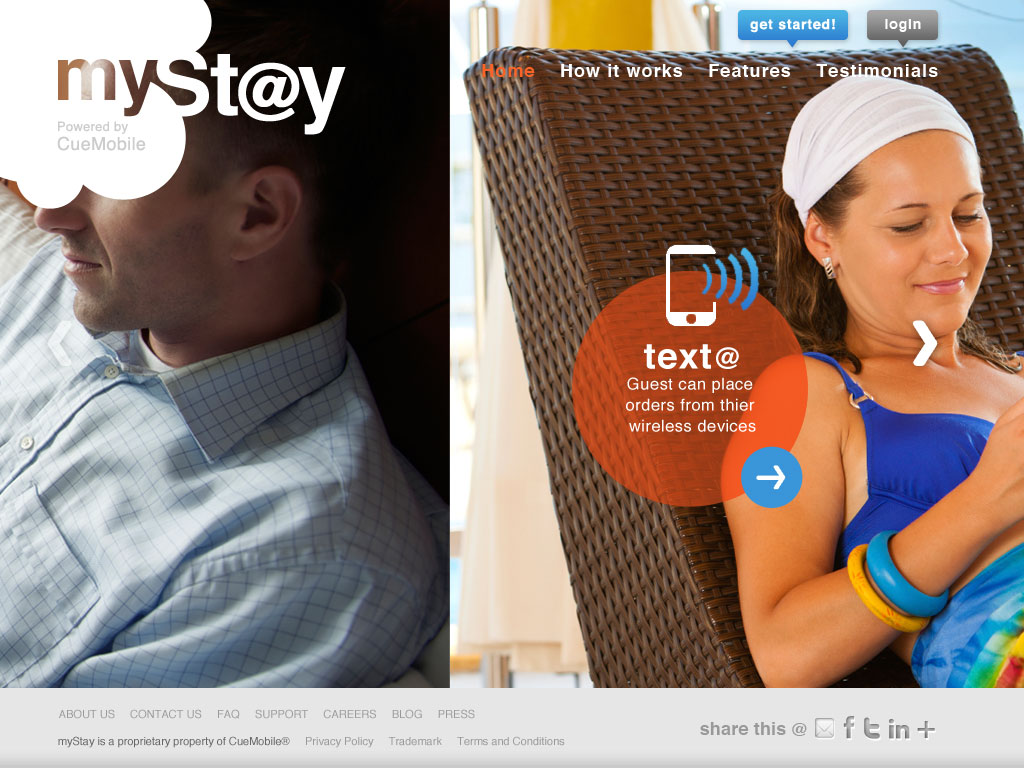 get started!
login
mySt@y
Powered by
CueMobile
Home How it works Features Testimonials
text@
Guest can place
orders from thier
wireless devices
ABOUT US CONTACT US FAQ SUPPORT CAREERS BLOG PRESS
myStay is a proprietary property of CueMobile® Privacy Policy Trademark Terms and Conditions
share this @